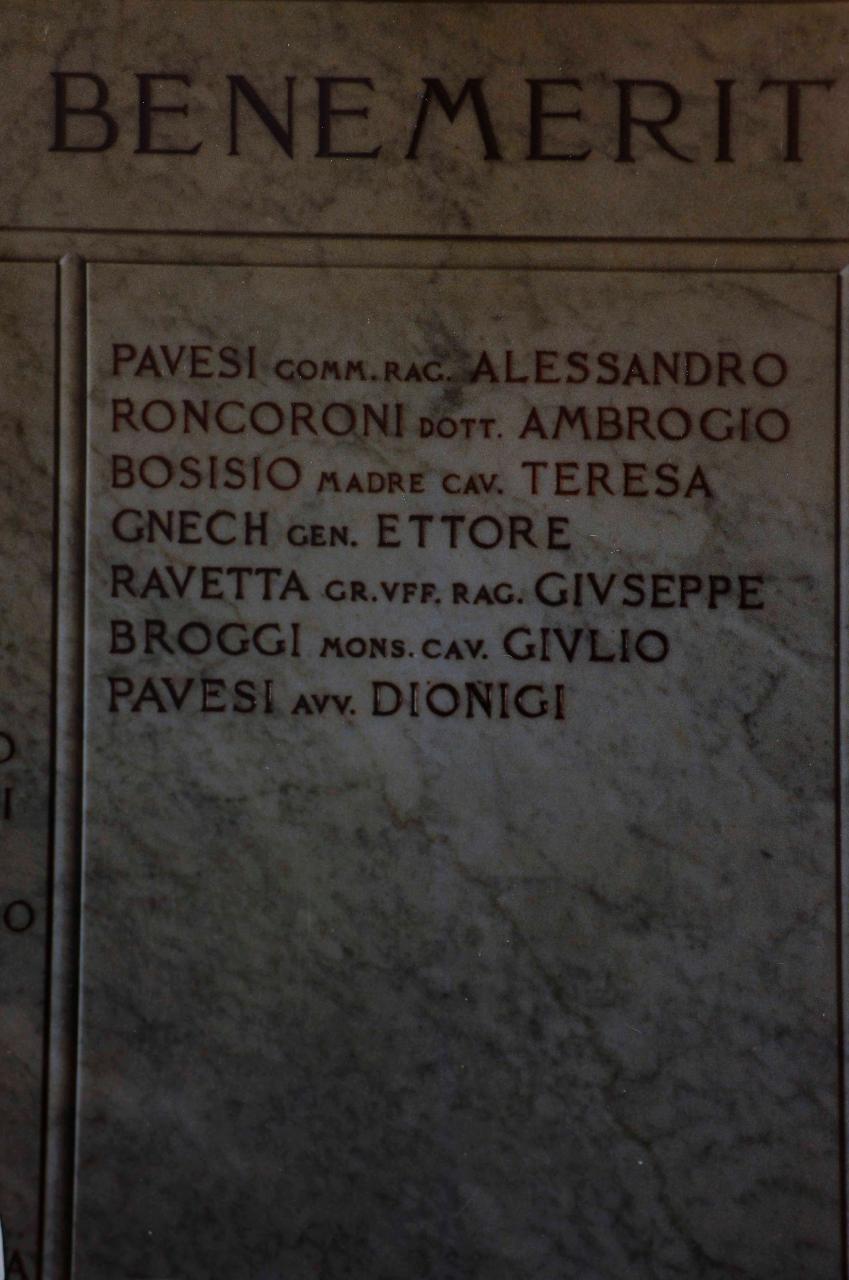 BENEMERIT
PAVESI COMM. RAG. ALESSANDRO
RONCORONI DOTT. AMBROGIO
BOSISIO MADRE CAV. TERESA
GNECH GEN. ETTORE
RAVETTA GR. VFF. RAG. GIVSEPPE
BROGGI MONS. CAV. GIVLIO
PAVESI AVV. DIONIGI